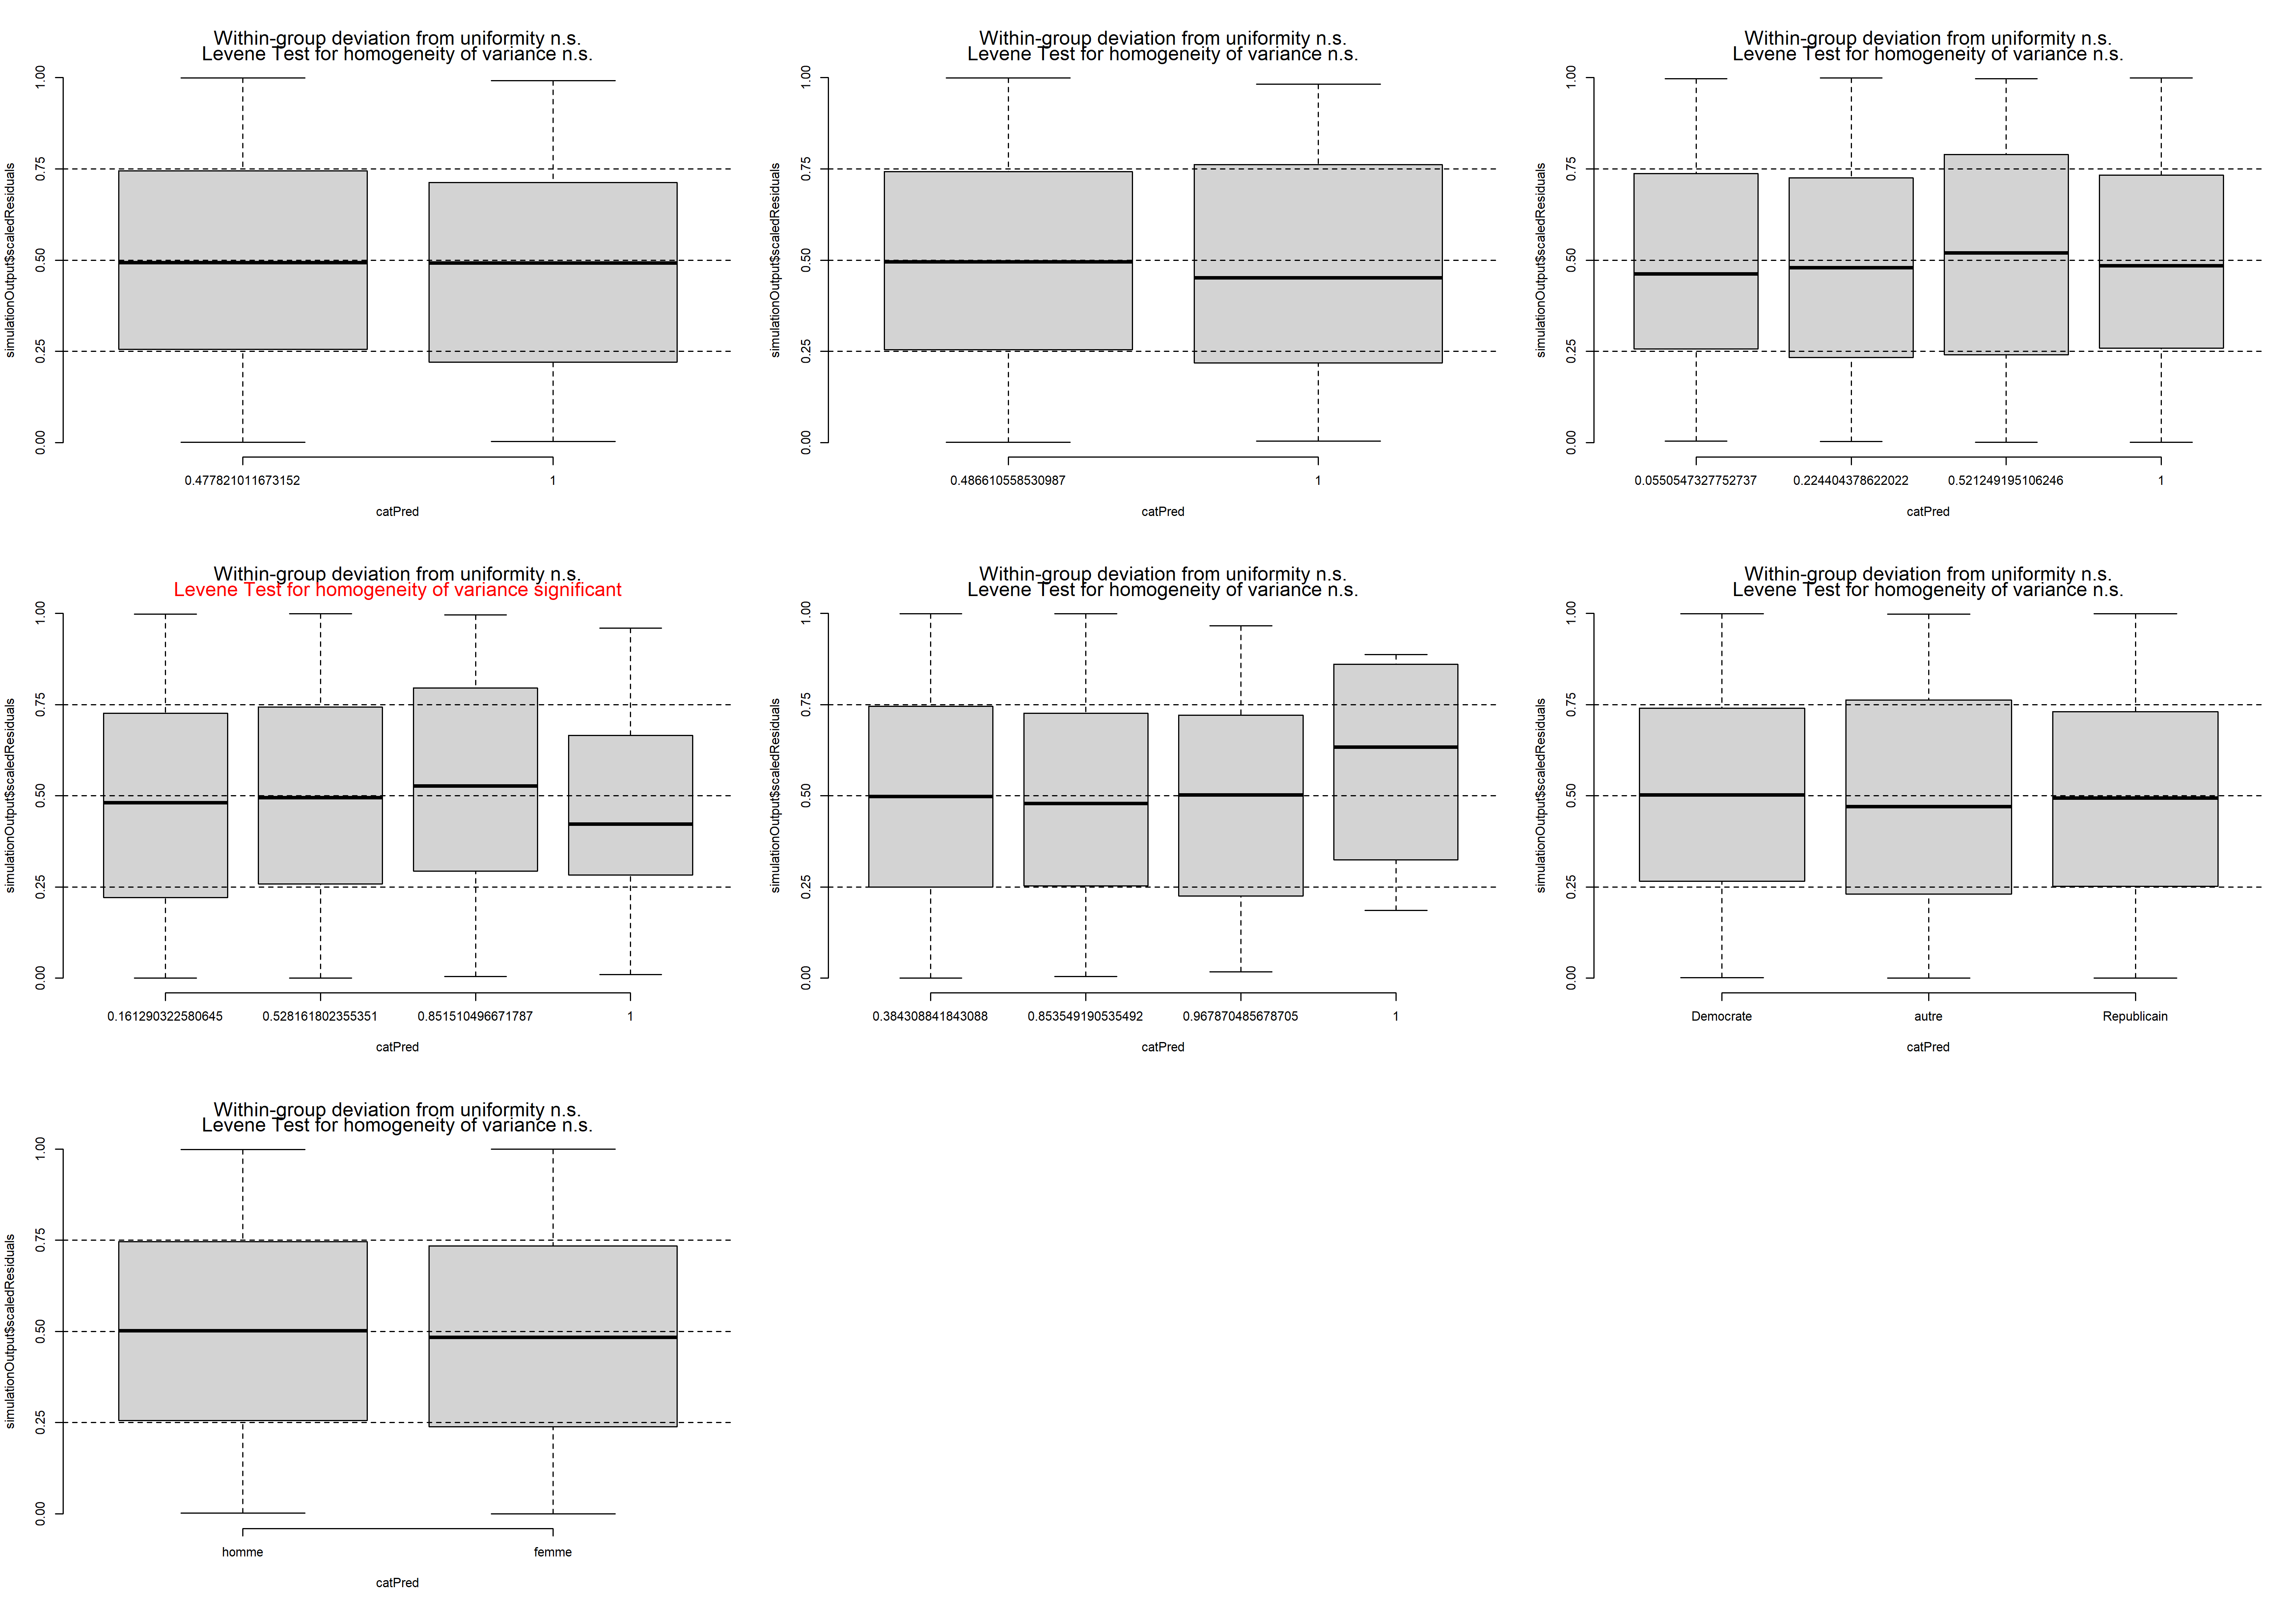 Within-group deviation from uniformity n.s.
Levene Test for homogeneity of variance n.s.
simulationOutput$scaledResiduals
0.00 0.25 0.50 0.75 1.00
0.477821011673152 1
catPred
Within-group deviation from uniformity n.s.
Levene Test for homogeneity of variance n.s.
simulationOutput$scaledResiduals
0.00 0.25 0.50 0.75 1.00
0.486610558530987 1
catPred
Within-group deviation from uniformity n.s.
Levene Test for homogeneity of variance n.s.
simulationOutput$scaledResiduals
0.00 0.25 0.50 0.75 1.00
0.0550547327752737 0.224404378622022 0.521249195106246 1
catPred
Within-group deviation from uniformity n.s.
Levene Test for homogeneity of variance significant
simulationOutput$scaledResiduals
0.00 0.25 0.50 0.75 1.00
0.161290322580645 0.528161802355351 0.851510496671787 1
catPred
Within-group deviation from uniformity n.s.
Levene Test for homogeneity of variance n.s.
simulationOutput$scaledResiduals
0.00 0.25 0.50 0.75 1.00
0.384308841843088 0.853549190535492 0.967870485678705 1
catPred
Within-group deviation from uniformity n.s.
Levene Test for homogeneity of variance n.s.
simulationOutput$scaledResiduals
0.00 0.25 0.50 0.75 1.00
Democrate autre Republicain
catPred
Within-group deviation from uniformity n.s.
Levene Test for homogeneity of variance n.s.
simulationOutput$scaledResiduals
0.00 0.25 0.50 0.75 1.00
homme femme
catPred